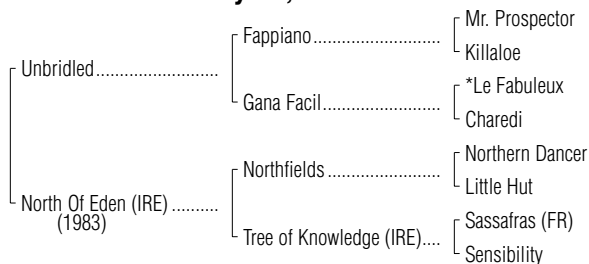 Mr. Prospector
Fappiano..........................
Killaloe
Unbridled..........................
*Le Fabuleux
Gana Facil........................
Charedi
Northern Dancer
Northfields........................
Little Hut
North Of Eden (IRE)..........
(1983)
Sassafras (FR)
Tree of Knowledge (IRE)....
Sensibility